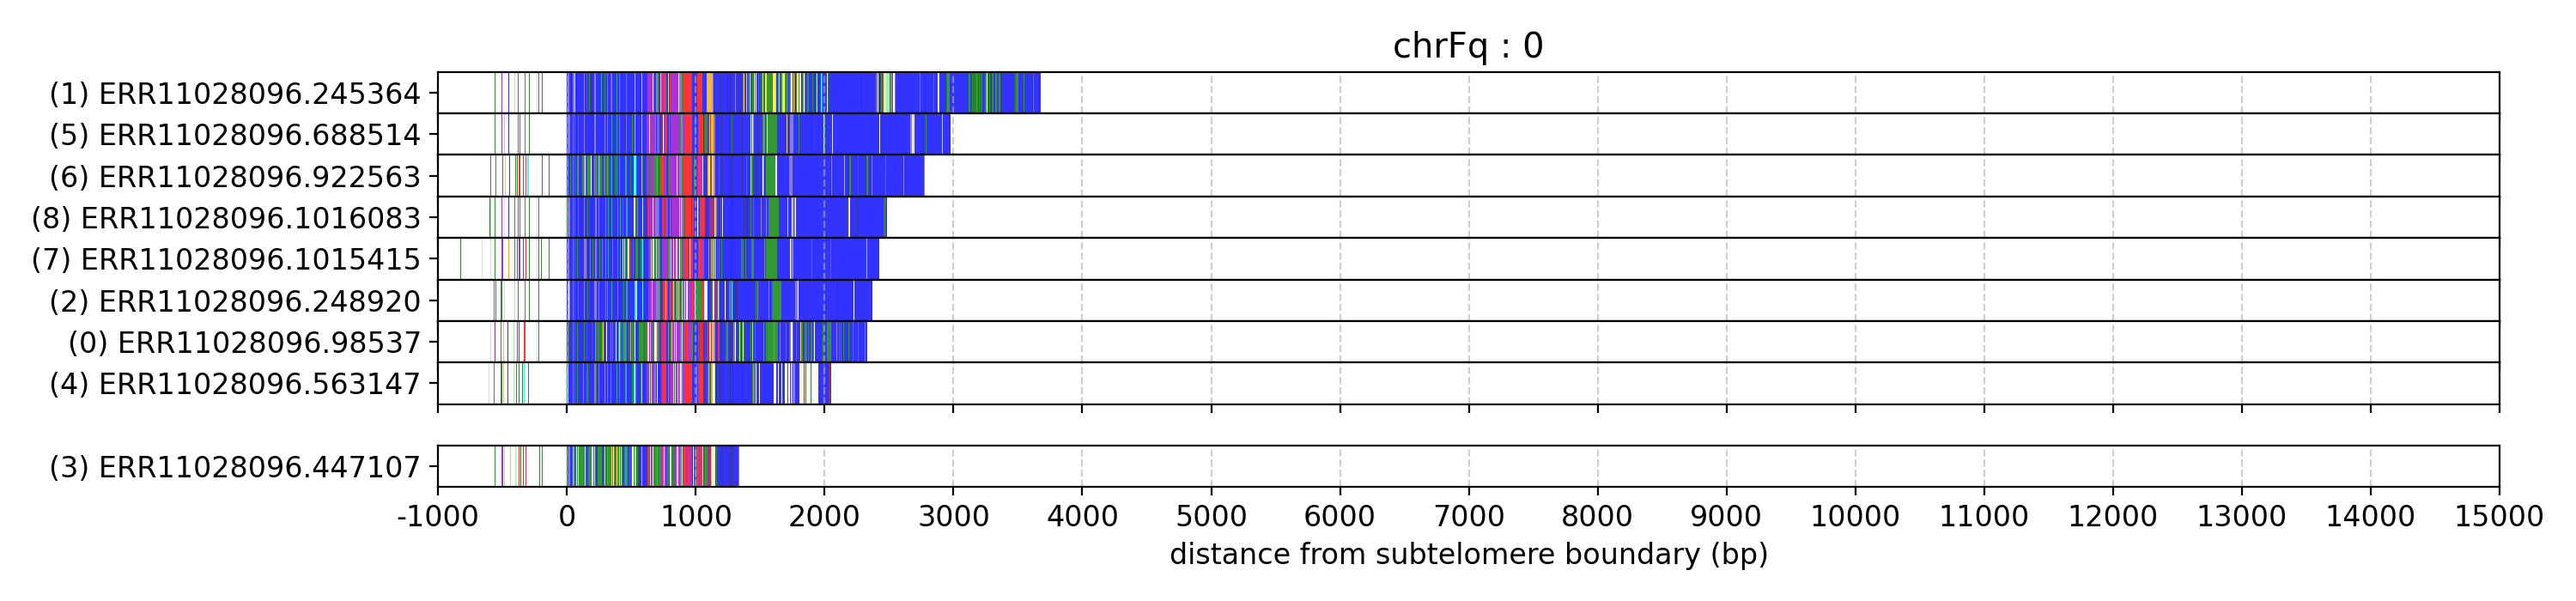 chrFq : 0
(1) ERR11028096.245364
(5) ERR11028096.688514
(6) ERR11028096.922563
(8) ERR11028096.1016083
(7) ERR11028096.1015415
(2) ERR11028096.248920
(0) ERR11028096.98537
(4) ERR11028096.563147
(3) ERR11028096.447107
-1000 0 1000 2000 3000 4000 5000 6000 7000 8000 9000 10000 11000 12000 13000 14000 15000
distance from subtelomere boundary (bp)